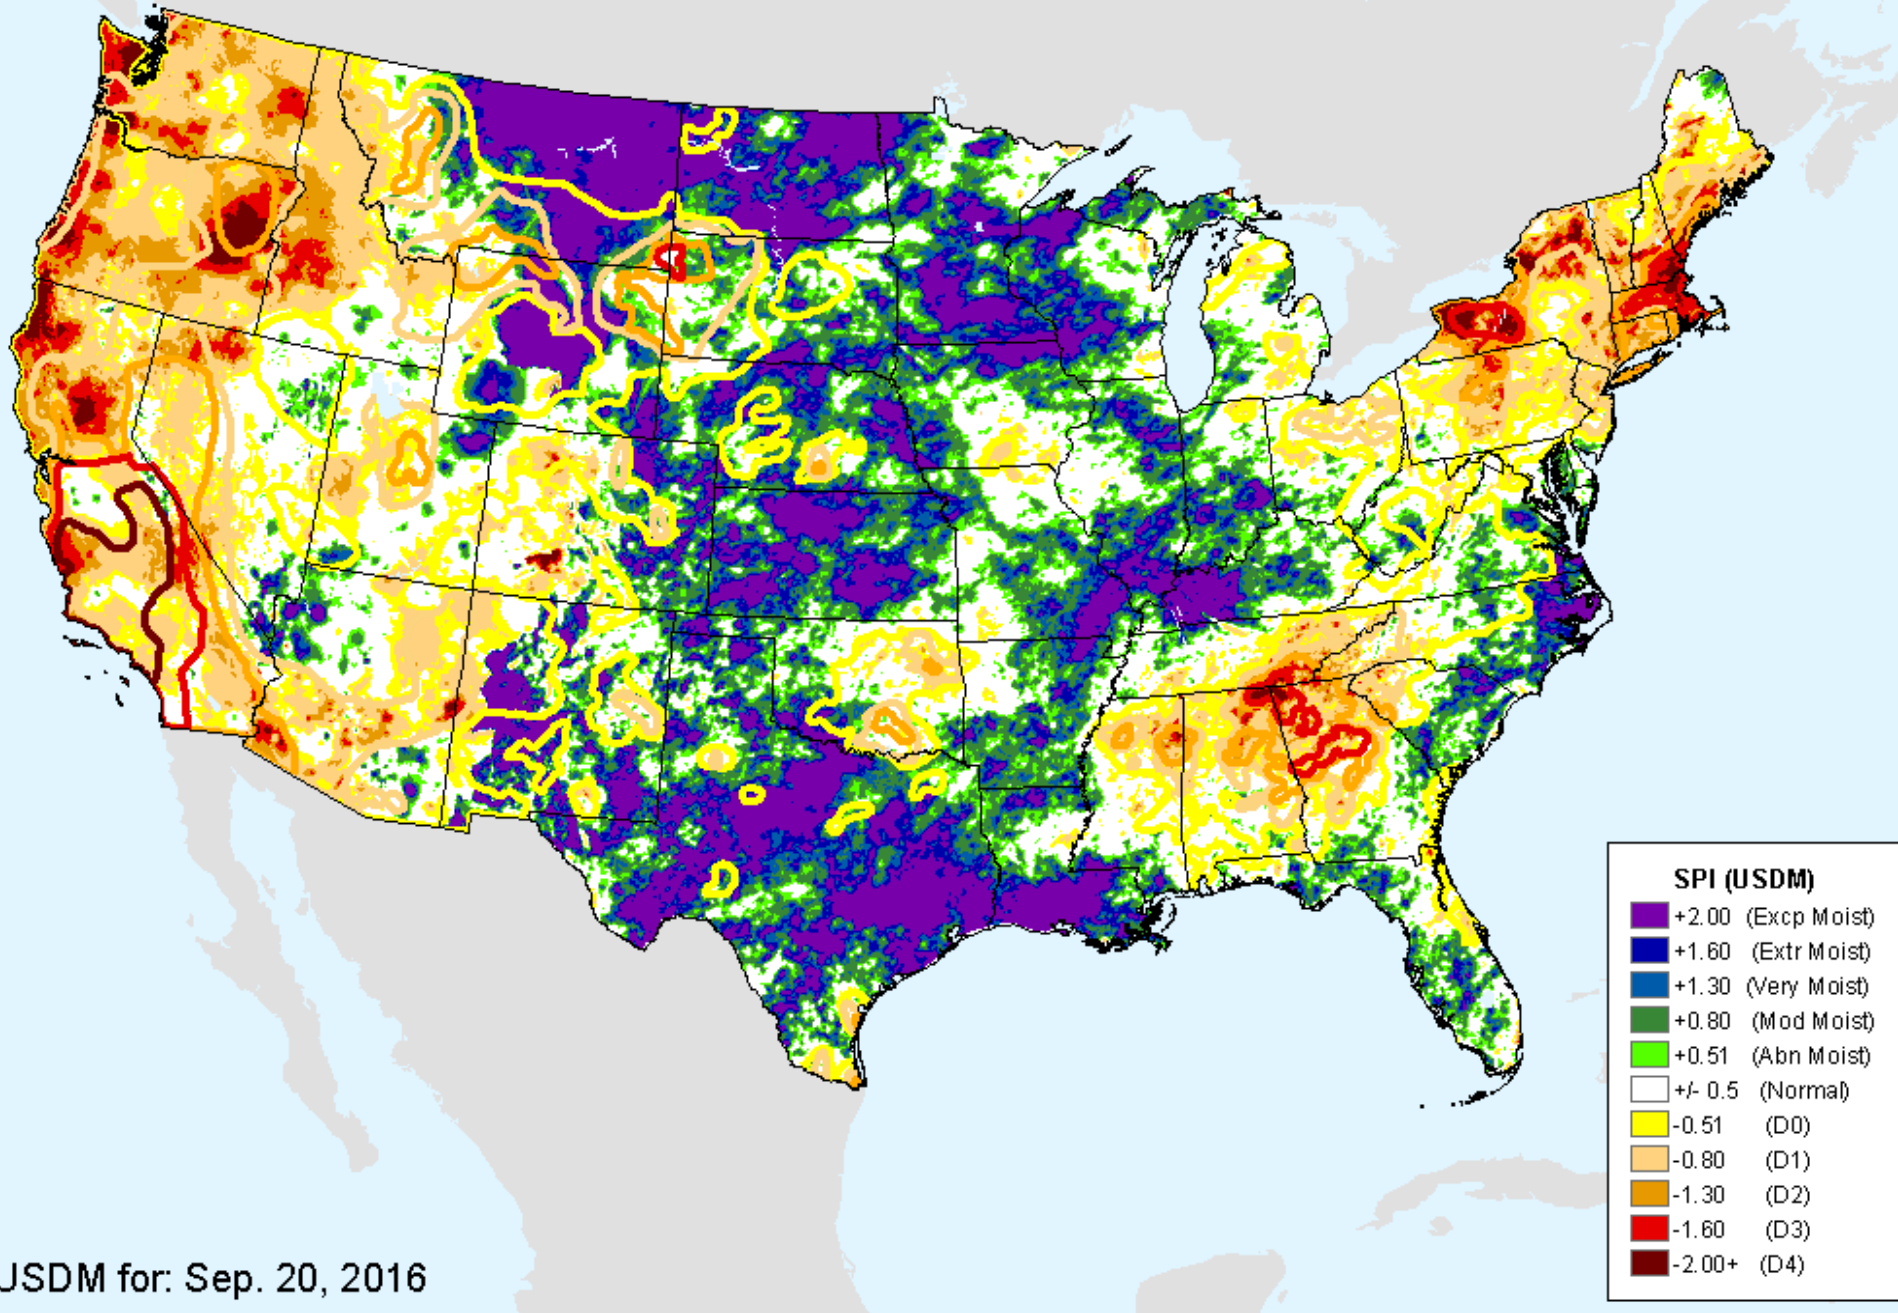 SPI (USDM)
+2.00 (Excp Moist)
+1.60 (Extr Moist)
+1.30 (Very Moist)
+0.80 (Mod Moist)
+0.51 (Abn Moist)
+/- 0.5 (Normal)
-0.51 (D0)
-0.80 (D1)
-1.30 (D2)
-1.60 (D3)
-2.00+ (D4)
USDM for: Sep. 20, 2016